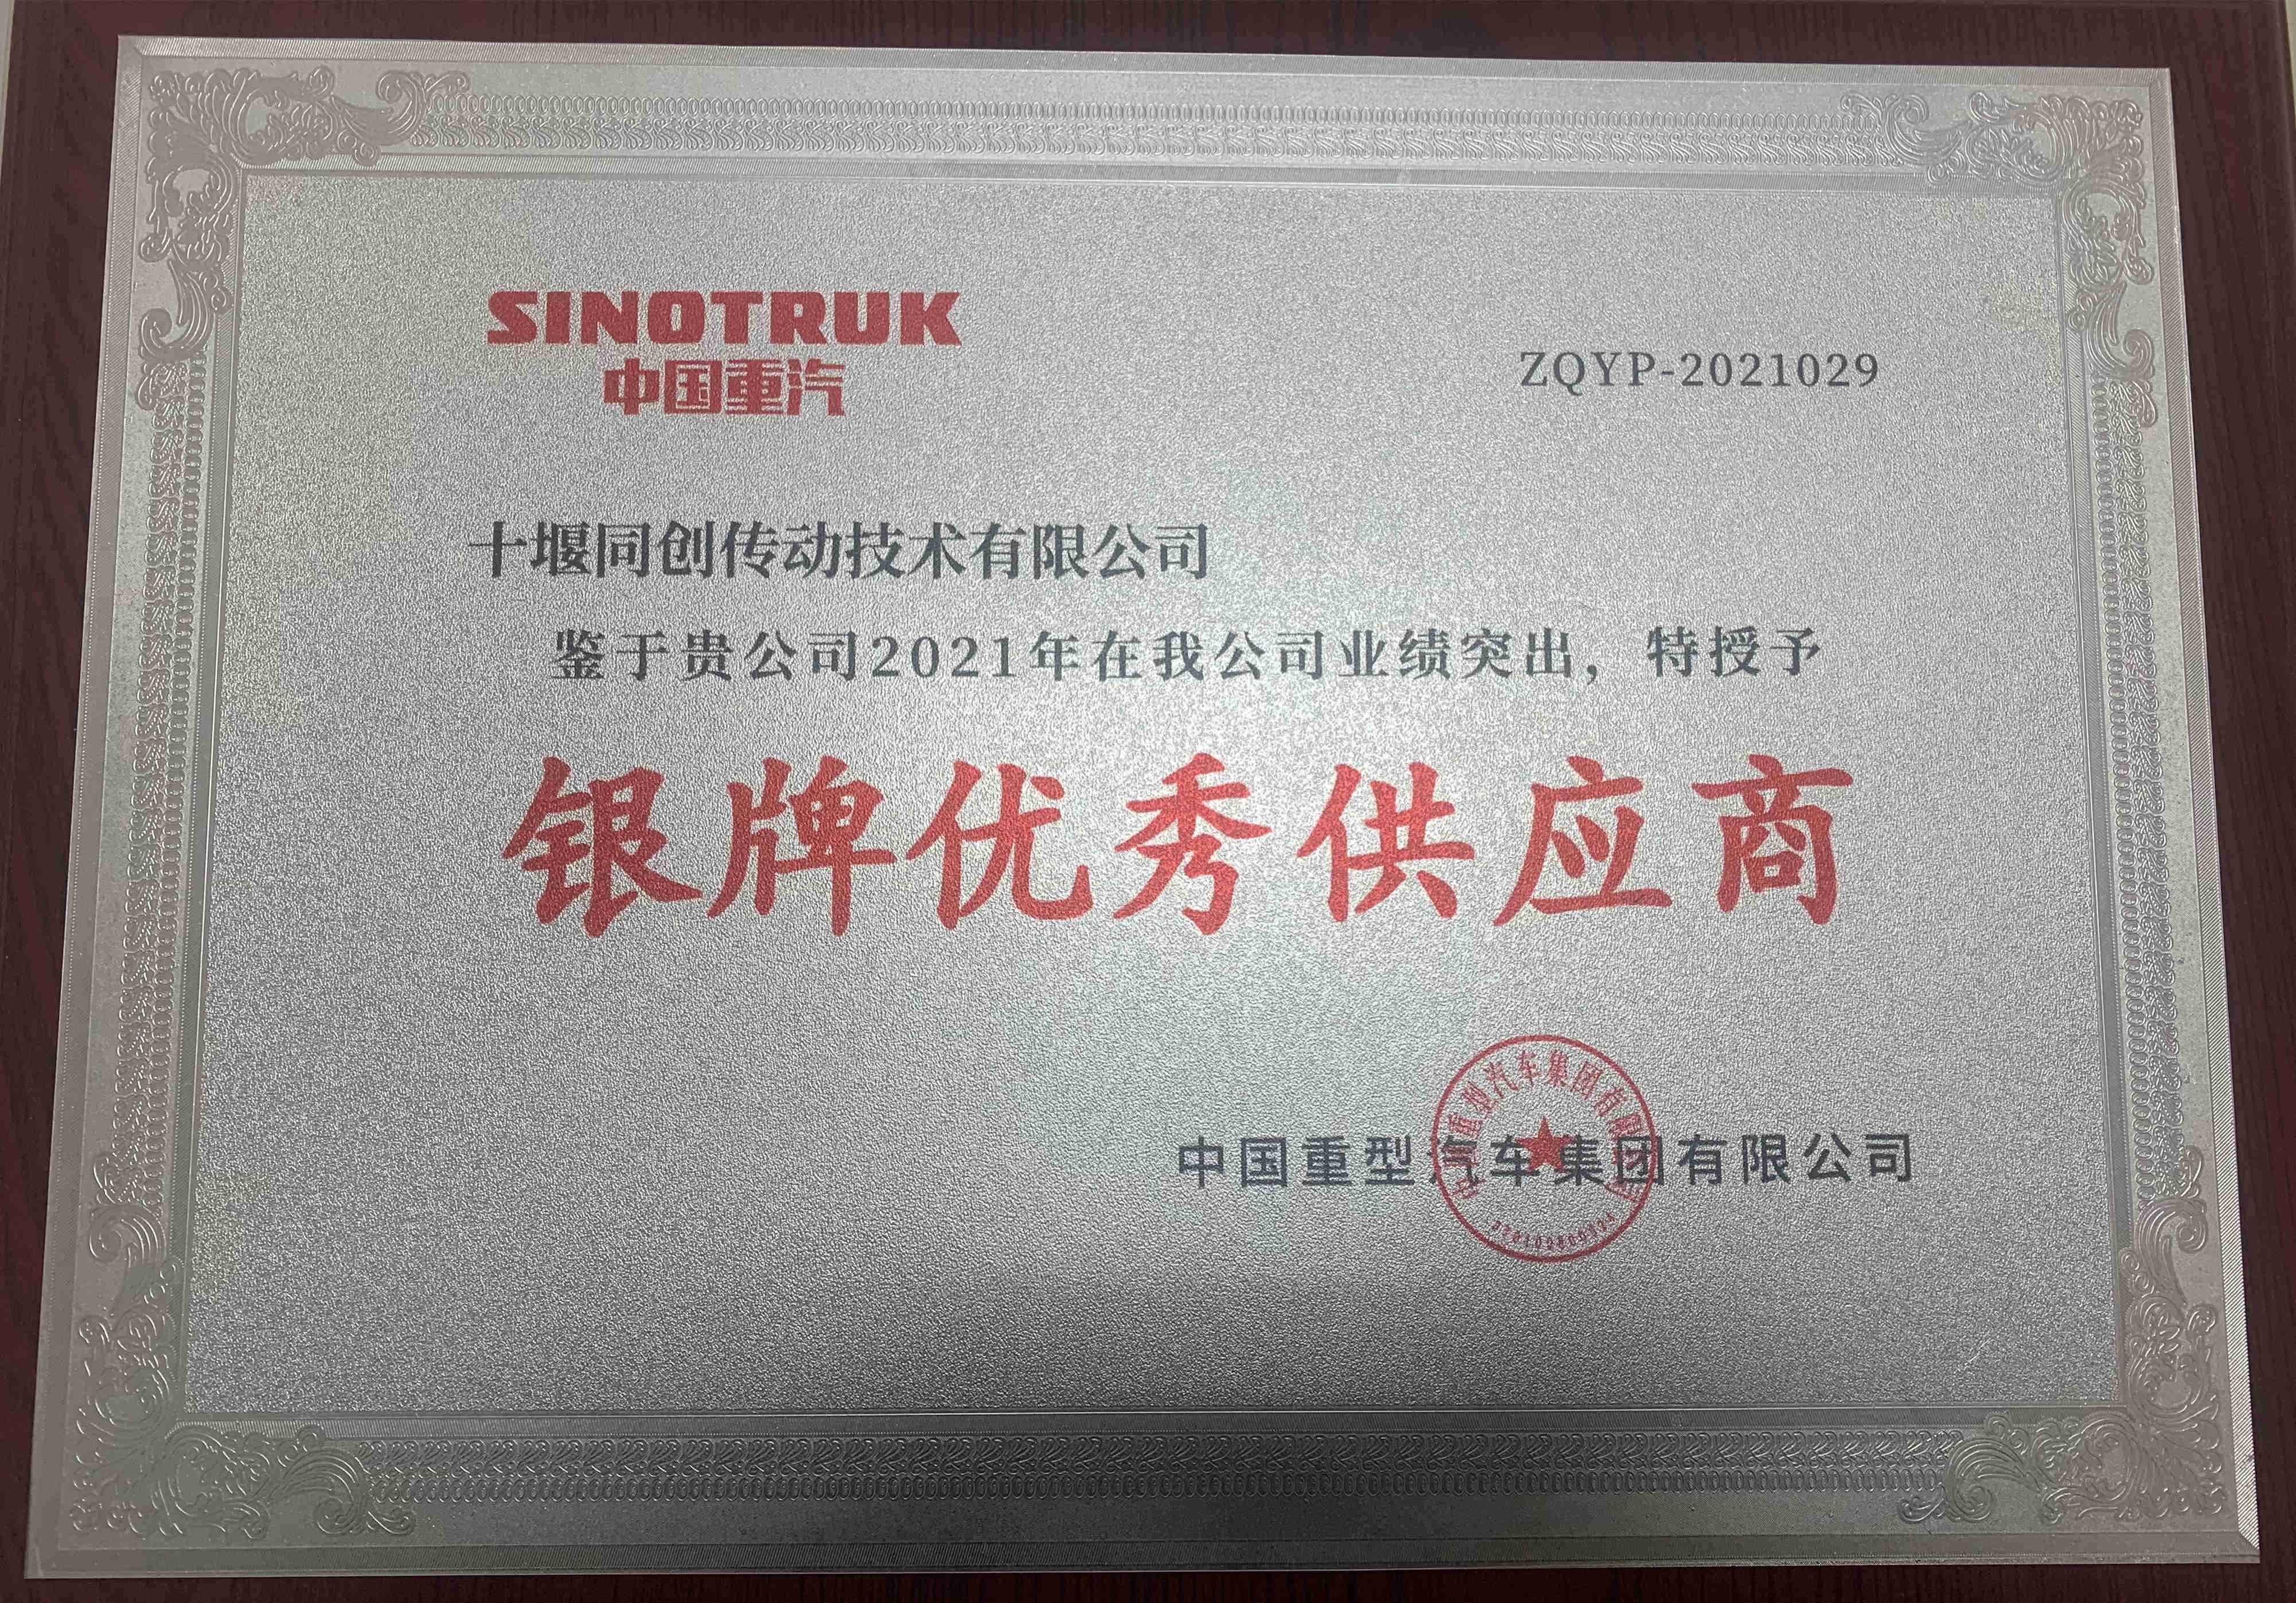 SINOTRUK
中国重汽
ZQYP-2021029
十堰同创传动技术有限公司
鉴于贵公司2021年在我公司业绩突出，特授予
银牌优秀供应商
中国重型汽车集团有限公司